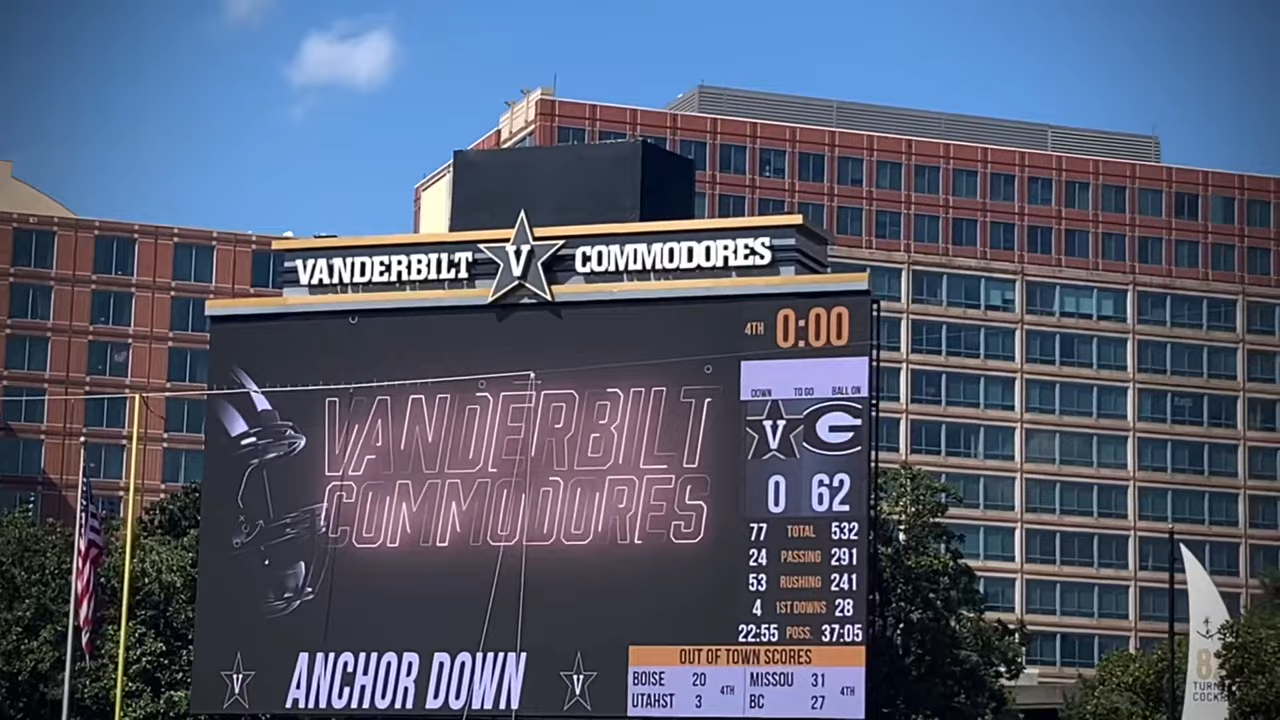 VANDERBILT V COMMODORES
4TH 0:00
DOWN TO GO BALL ON
V G
0 62
77 TOTAL 532
24 PASSING 291
53 RUSHING 241
4 1ST DOWNS 28
22:55 POSS. 37:05
VANDERBILT
COMMODORES
V ANCHOR DOWN V
OUT OF TOWN SCORES
BOISE 20 4TH MISSOU 31 4TH
UTAHST 3 BC 27
TURN